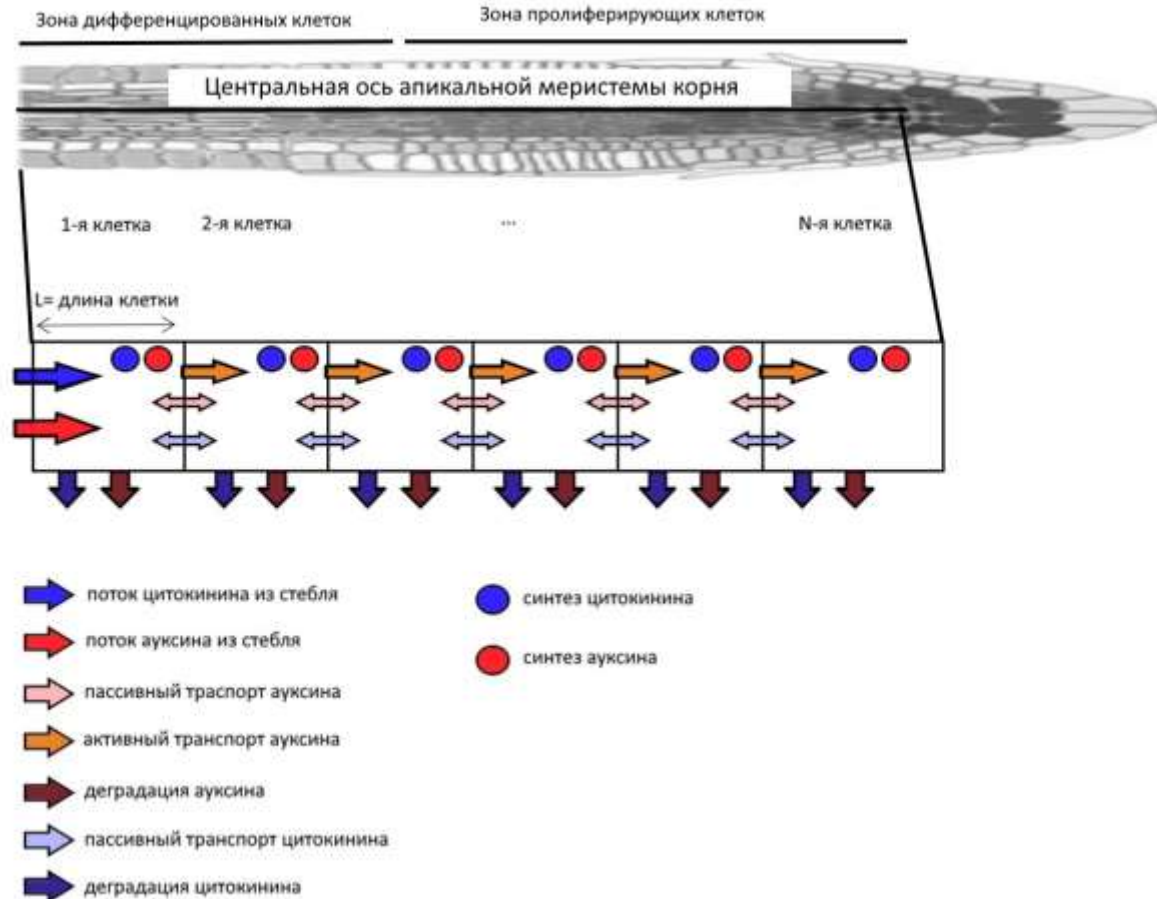 Зона дифференцированных клеток
Зона пролиферирующих клеток
Центральная ось апикальной меристемы корня
1-я клетка
2-я клетка
...
N-я клетка
L= длина клетки
поток цитокинина из стебля
поток ауксина из стебля
пассивный траспорт ауксина
активный транспорт ауксина
деградация ауксина
пассивный транспорт цитокинина
деградация цитокинина
синтез цитокинина
синтез ауксина